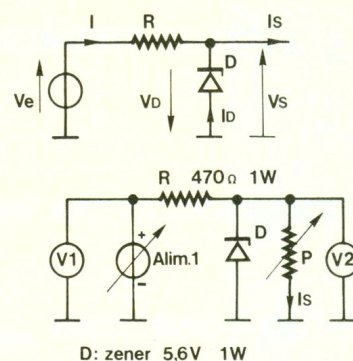 I R IS
Ve VD D ID VS
R 470Ω 1W
V1 + - Alim.1 D P IS V2
D: zener 5,6V 1W